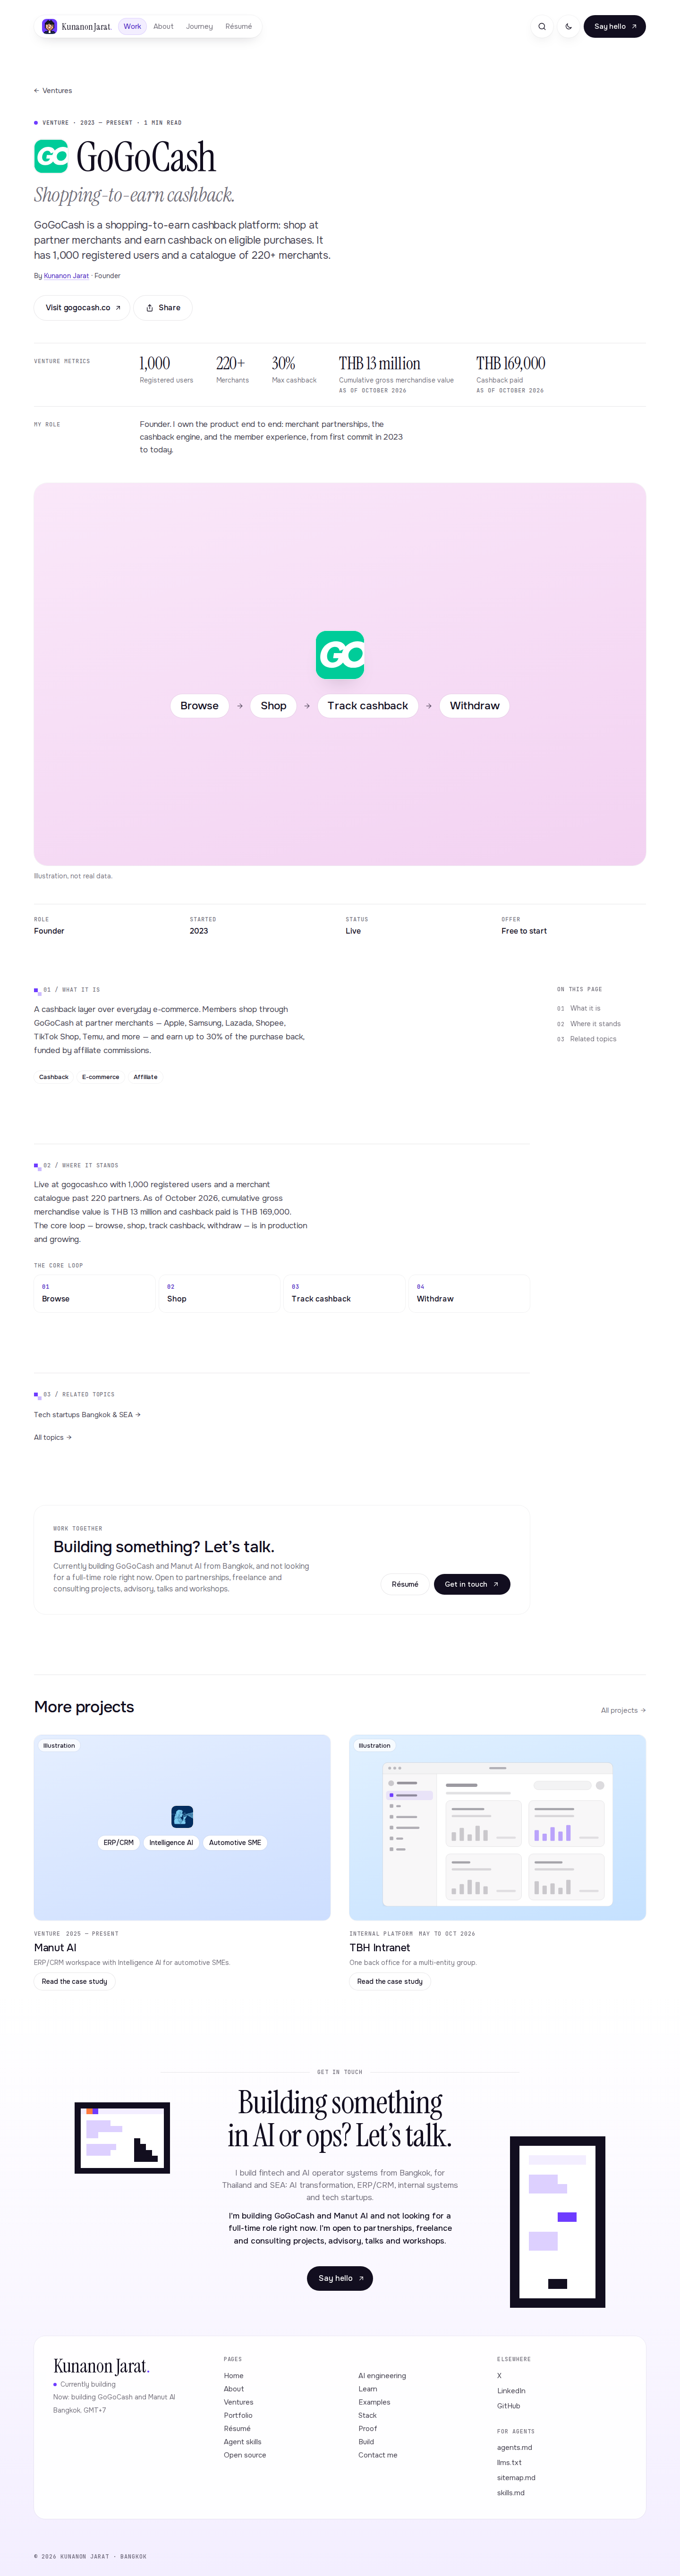 Kunanon Jarat.
Work
About
Journey
Résumé
Say hello
← Ventures
VENTURE · 2023 — PRESENT · 1 MIN READ
GoGoCash
Shopping-to-earn cashback.
GoGoCash is a shopping-to-earn cashback platform: shop at
partner merchants and earn cashback on eligible purchases. It
has 1,000 registered users and a catalogue of 220+ merchants.
By Kunanon Jarat · Founder
Visit gogocash.co
Share
VENTURE METRICS
1,000
Registered users
220+
Merchants
30%
Max cashback
THB 13 million
Cumulative gross merchandise value
AS OF OCTOBER 2026
THB 169,000
Cashback paid
AS OF OCTOBER 2026
MY ROLE
Founder. I own the product end to end: merchant partnerships, the
cashback engine, and the member experience, from first commit in 2023
to today.
GO
Browse → Shop → Track cashback → Withdraw
Illustration, not real data.
ROLE
Founder
STARTED
2023
STATUS
Live
OFFER
Free to start
01 / WHAT IT IS
A cashback layer over everyday e-commerce. Members shop through
GoGoCash at partner merchants — Apple, Samsung, Lazada, Shopee,
TikTok Shop, Temu, and more — and earn up to 30% of the purchase back,
funded by affiliate commissions.
Cashback
E-commerce
Affiliate
ON THIS PAGE
01 What it is
02 Where it stands
03 Related topics
02 / WHERE IT STANDS
Live at gogocash.co with 1,000 registered users and a merchant
catalogue past 220 partners. As of October 2026, cumulative gross
merchandise value is THB 13 million and cashback paid is THB 169,000.
The core loop — browse, shop, track cashback, withdraw — is in production
and growing.
THE CORE LOOP
01
Browse
02
Shop
03
Track cashback
04
Withdraw
03 / RELATED TOPICS
Tech startups Bangkok & SEA →
All topics →
WORK TOGETHER
Building something? Let's talk.
Currently building GoGoCash and Manut AI from Bangkok, and not looking
for a full-time role right now. Open to partnerships, freelance and
consulting projects, advisory, talks and workshops.
Résumé
Get in touch
More projects
All projects →
Illustration
ERP/CRM
Intelligence AI
Automotive SME
VENTURE 2025 — PRESENT
Manut AI
ERP/CRM workspace with Intelligence AI for automotive SMEs.
Read the case study
Illustration
INTERNAL PLATFORM MAY TO OCT 2026
TBH Intranet
One back office for a multi-entity group.
Read the case study
GET IN TOUCH
Building something
in AI or ops? Let's talk.
I build fintech and AI operator systems from Bangkok, for
Thailand and SEA: AI transformation, ERP/CRM, internal systems
and tech startups.
I'm building GoGoCash and Manut AI and not looking for a
full-time role right now. I'm open to partnerships, freelance
and consulting projects, advisory, talks and workshops.
Say hello
Kunanon Jarat.
Currently building
Now: building GoGoCash and Manut AI
Bangkok, GMT+7
PAGES
Home
About
Ventures
Portfolio
Résumé
Agent skills
Open source
AI engineering
Learn
Examples
Stack
Proof
Build
Contact me
ELSEWHERE
X
LinkedIn
GitHub
FOR AGENTS
agents.md
llms.txt
sitemap.md
skills.md
© 2026 KUNANON JARAT · BANGKOK